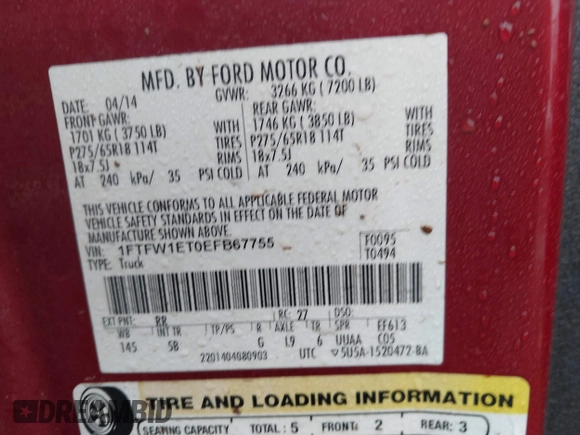 MFD. BY FORD MOTOR CO.
DATE: 04/14
GVWR: 3266 KG ( 7200 LB)
FRONT GAWR: REAR GAWR:
1701 KG ( 3750 LB) WITH 1746 KG ( 3850 LB) WITH
P275/65R18 114T TIRES P275/65R18 114T TIRES
18x7.5J RIMS 18x7.5J RIMS
AT 240 kPa/ 35 PSI COLD AT 240 kPa/ 35 PSI COLD
THIS VEHICLE CONFORMS TO ALL APPLICABLE FEDERAL MOTOR
VEHICLE SAFETY STANDARDS IN EFFECT ON THE DATE OF
MANUFACTURE SHOWN ABOVE.
VIN: 1FTFW1ET0EFB67755 F0095
TYPE: Truck T0494
EXT PNT: RR RC: 27 DSO:
WB INT TR TP/PS R AXLE TR SPR EF613
145 SB G L9 6 UUAA C05
2201404080903 UTC 5U5A-1520472-BA
TIRE AND LOADING INFORMATION
SEATING CAPACITY TOTAL: 5 FRONT: 2 REAR: 3
DREAMBID